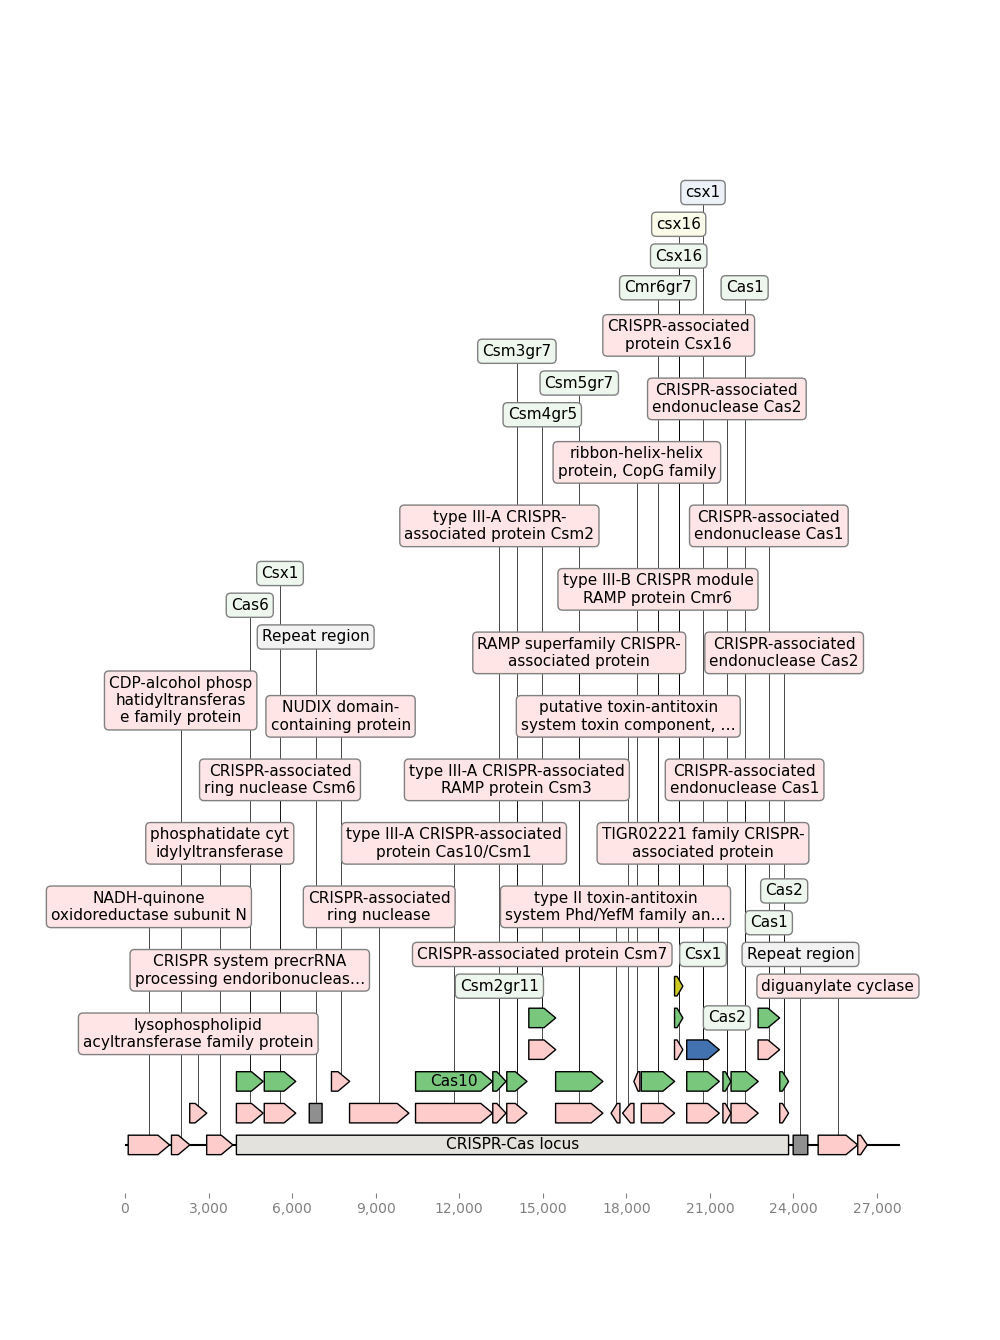 csx1
csx16
Csx16
Cmr6gr7
Cas1
CRISPR-associated
protein Csx16
Csm3gr7
Csm5gr7
CRISPR-associated
endonuclease Cas2
Csm4gr5
ribbon-helix-helix
protein, CopG family
type III-A CRISPR-
associated protein Csm2
CRISPR-associated
endonuclease Cas1
Csx1
type III-B CRISPR module
RAMP protein Cmr6
Cas6
Repeat region
RAMP superfamily CRISPR-
associated protein
CRISPR-associated
endonuclease Cas2
CDP-alcohol phosp
hatidyltransferas
e family protein
NUDIX domain-
containing protein
putative toxin-antitoxin
system toxin component, ...
CRISPR-associated
ring nuclease Csm6
type III-A CRISPR-associated
RAMP protein Csm3
CRISPR-associated
endonuclease Cas1
phosphatidate cyt
idylyltransferase
type III-A CRISPR-associated
protein Cas10/Csm1
TIGR02221 family CRISPR-
associated protein
Cas2
NADH-quinone
oxidoreductase subunit N
CRISPR-associated
ring nuclease
type II toxin-antitoxin
system Phd/YefM family an...
Cas1
CRISPR system precrRNA
processing endoribonucleas...
CRISPR-associated protein Csm7
Csx1
Repeat region
Csm2gr11
diguanylate cyclase
lysophospholipid
acyltransferase family protein
Cas2
Cas10
CRISPR-Cas locus
0
3,000
6,000
9,000
12,000
15,000
18,000
21,000
24,000
27,000